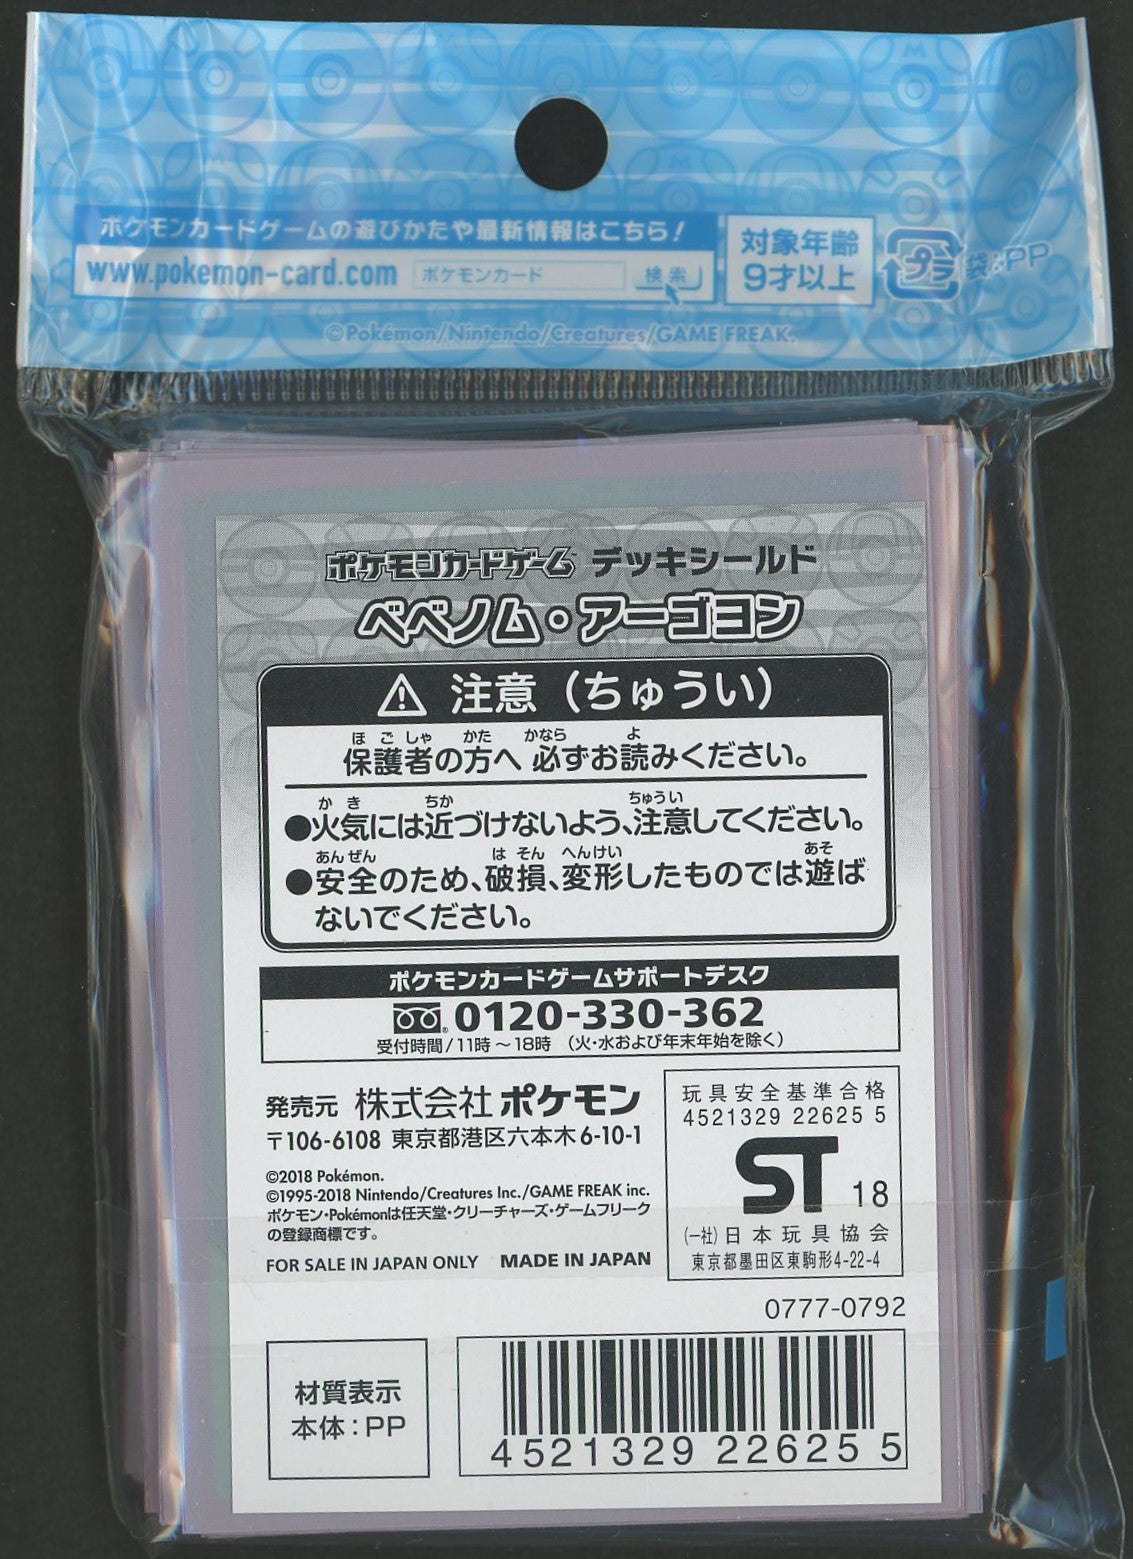 ポケモンカードゲームの遊びかたや最新情報はこちら!
www.pokemon-card.com ポケモンカード 検索
対象年齢
9才以上
プラ 袋:PP
©Pokémon/Nintendo/Creatures/GAME FREAK.
ポケモンカードゲーム デッキシールド
ベベノム・アーゴヨン
注意(ちゅうい)
ほごしゃ かた かなら よ
保護者の方へ 必ずお読みください。
かき ちか ちゅうい
●火気には近づけないよう、注意してください。
あんぜん はそん へんけい あそ
●安全のため、破損、変形したものでは遊ば
ないでください。
ポケモンカードゲームサポートデスク
0120-330-362
受付時間/11時～18時 (火・水および年末年始を除く)
発売元 株式会社 ポケモン
〒106-6108 東京都港区六本木6-10-1
©2018 Pokémon.
©1995-2018 Nintendo/Creatures Inc./GAME FREAK inc.
ポケモン・Pokémonは任天堂・クリーチャーズ・ゲームフリーク
の登録商標です。
FOR SALE IN JAPAN ONLY MADE IN JAPAN
玩具安全基準合格
4521329 22625 5
ST 18
(一社)日本玩具協会
東京都墨田区東駒形4-22-4
0777-0792
材質表示
本体:PP
4521329 226255